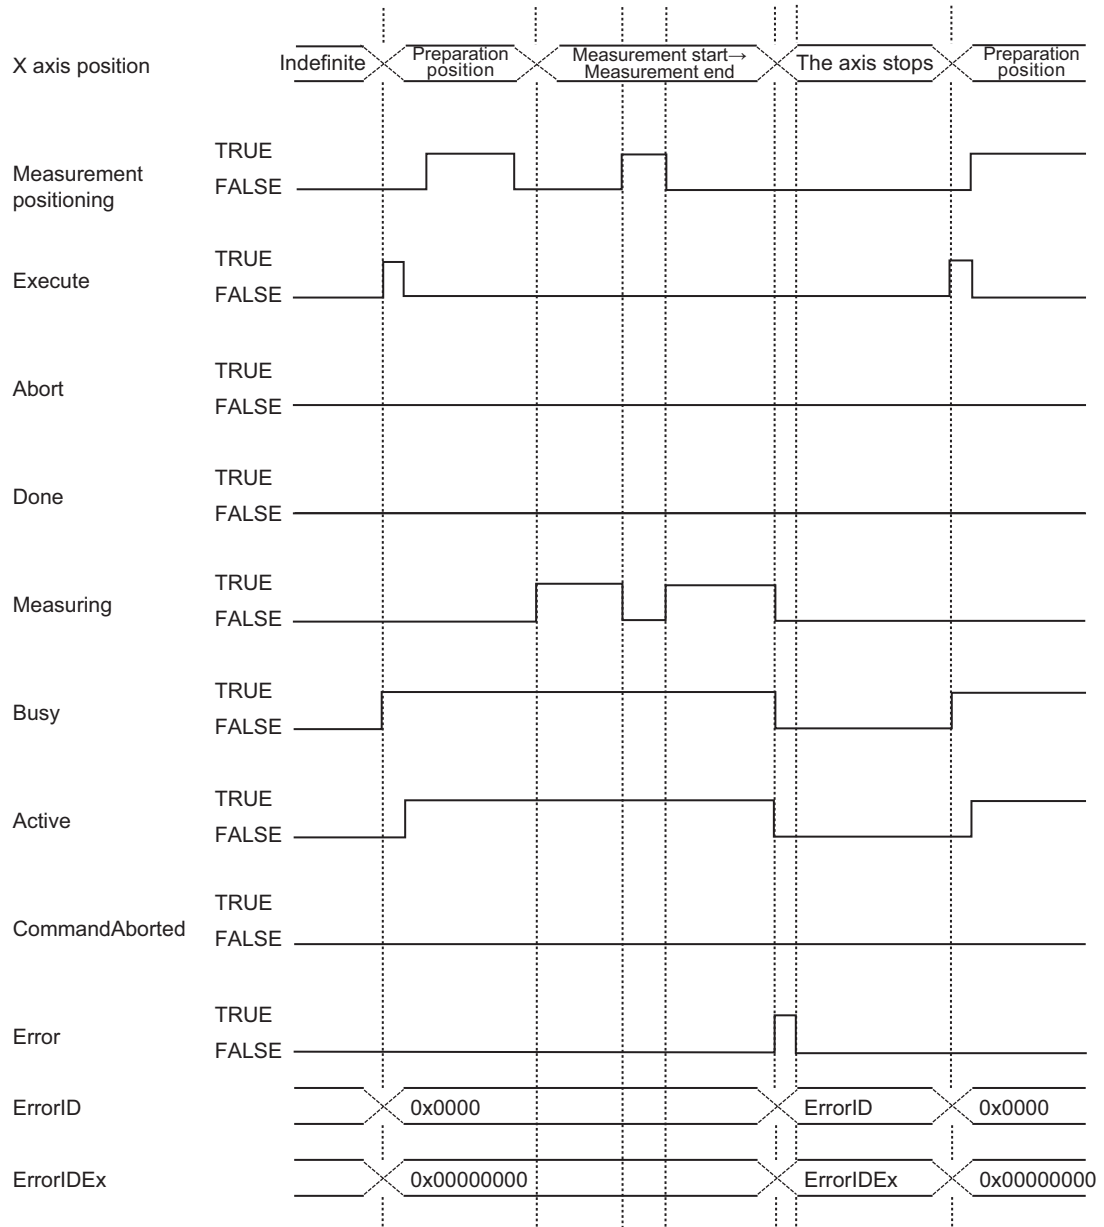 X axis position
Indefinite
Preparation
position
Measurement start→
Measurement end
The axis stops
Preparation
position
Measurement
positioning
TRUE
FALSE
Execute
TRUE
FALSE
Abort
TRUE
FALSE
Done
TRUE
FALSE
Measuring
TRUE
FALSE
Busy
TRUE
FALSE
Active
TRUE
FALSE
CommandAborted
TRUE
FALSE
Error
TRUE
FALSE
ErrorID
0x0000
ErrorID
0x0000
ErrorIDEx
0x00000000
ErrorIDEx
0x00000000